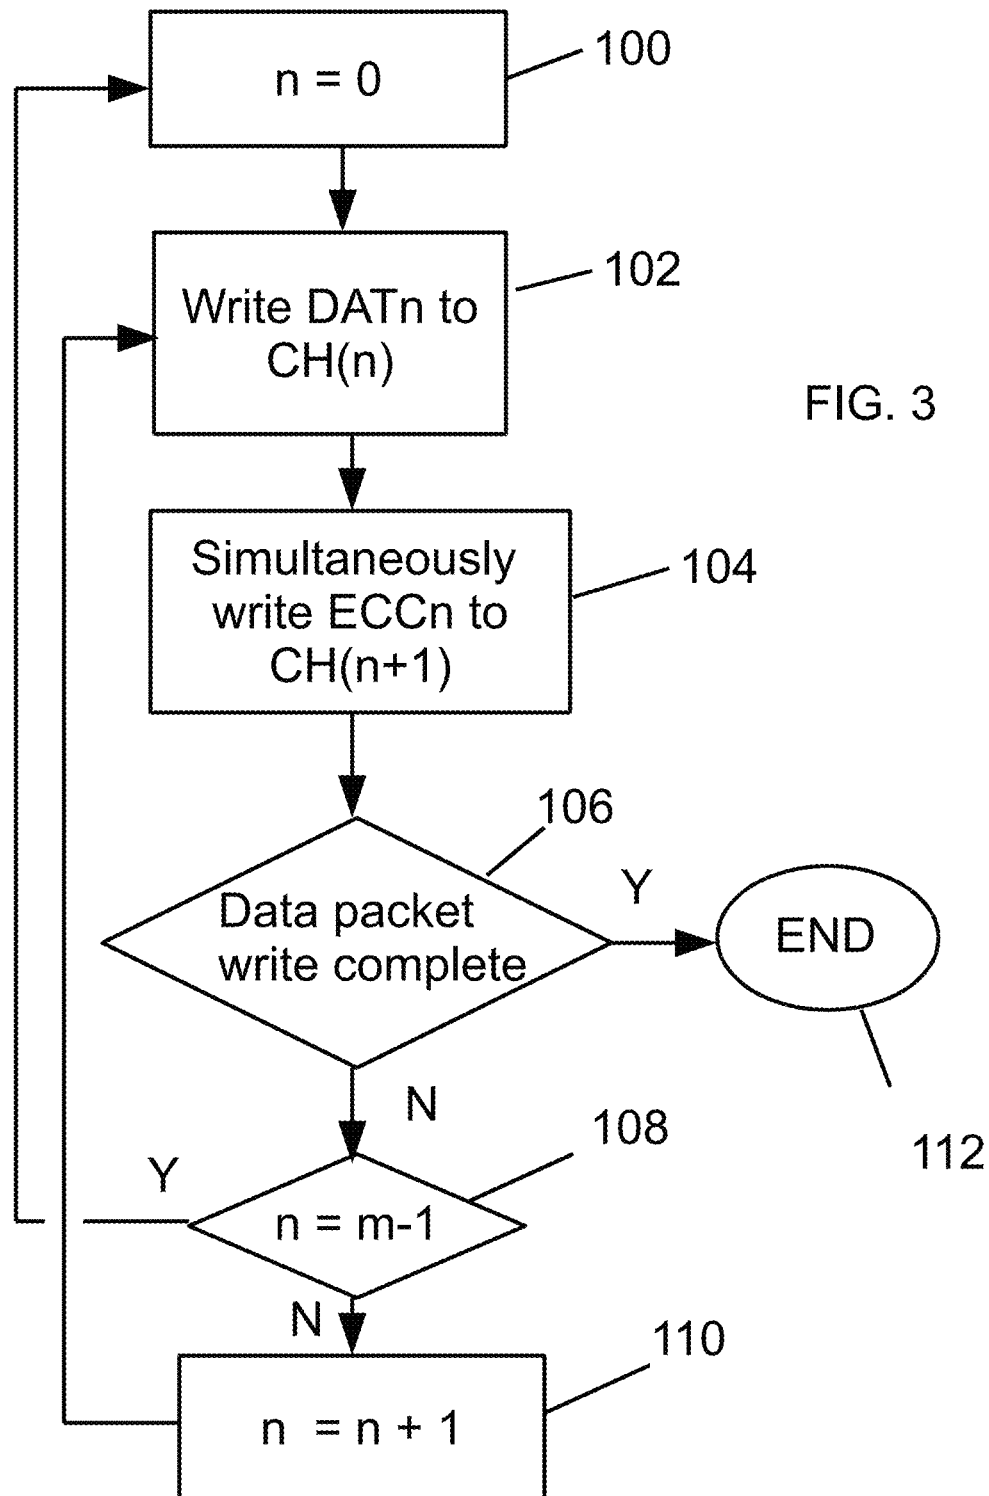 n = 0
100
Write DATn to
CH(n)
102
FIG. 3
Simultaneously
write ECCn to
CH(n+1)
104
106
Data packet
write complete
Y
END
112
N
108
Y
n = m-1
N
110
n = n + 1